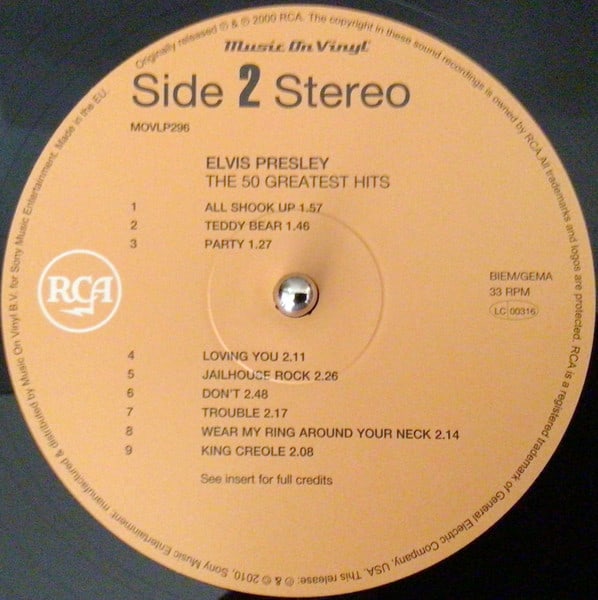 Music On Vinyl
Side 2 Stereo
MOVLP296
ELVIS PRESLEY
THE 50 GREATEST HITS
1 ALL SHOOK UP 1.57
2 TEDDY BEAR 1.46
3 PARTY 1.27
RCA
BIEM/GEMA
33 RPM
LC 00316
4 LOVING YOU 2.11
5 JAILHOUSE ROCK 2.26
6 DON'T 2.48
7 TROUBLE 2.17
8 WEAR MY RING AROUND YOUR NECK 2.14
9 KING CREOLE 2.08
See insert for full credits
Originally released ℗ & © 2000 RCA. The copyright in these sound recordings is owned by RCA. All trademarks and logos are protected. RCA is a registered trademark of General Electric Company, USA. This release: ℗ & © 2010, Sony Music Entertainment; manufactured & distributed by Music On Vinyl B.V. for Sony Music Entertainment. Made in the EU.